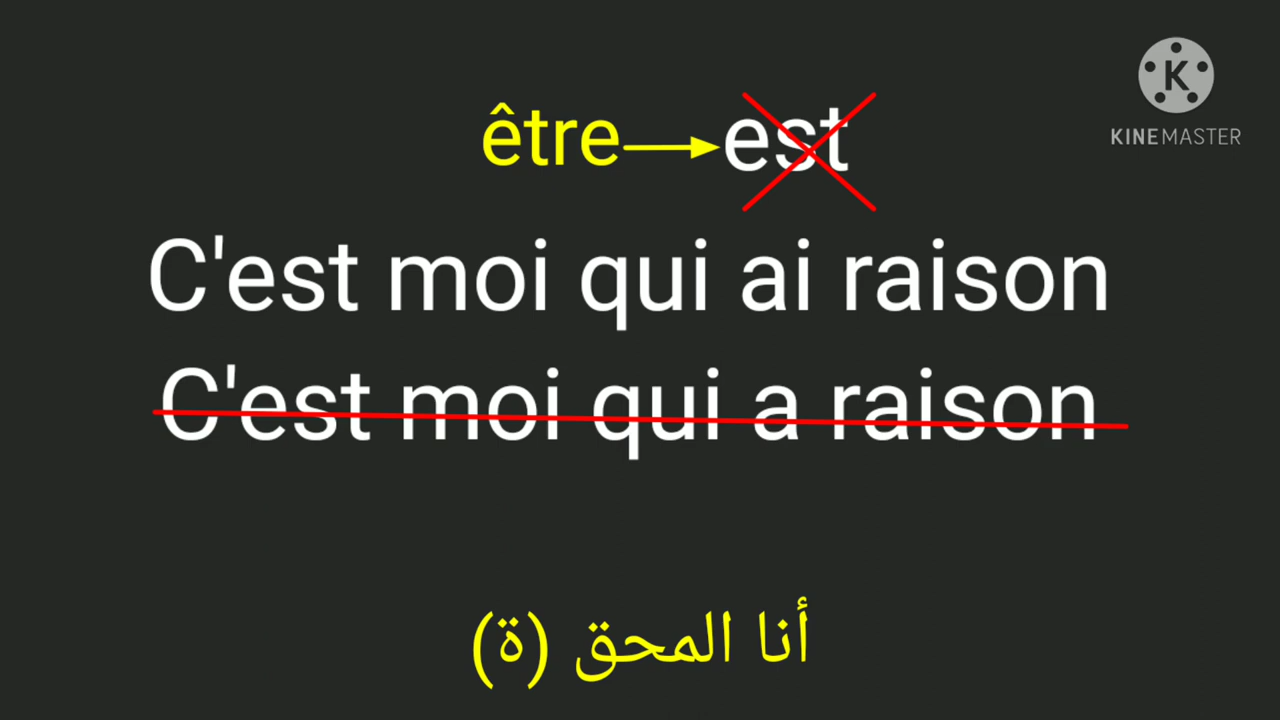 K
KINEMASTER
être→est
C'est moi qui ai raison
C'est moi qui a raison
أنا المحق (ة)